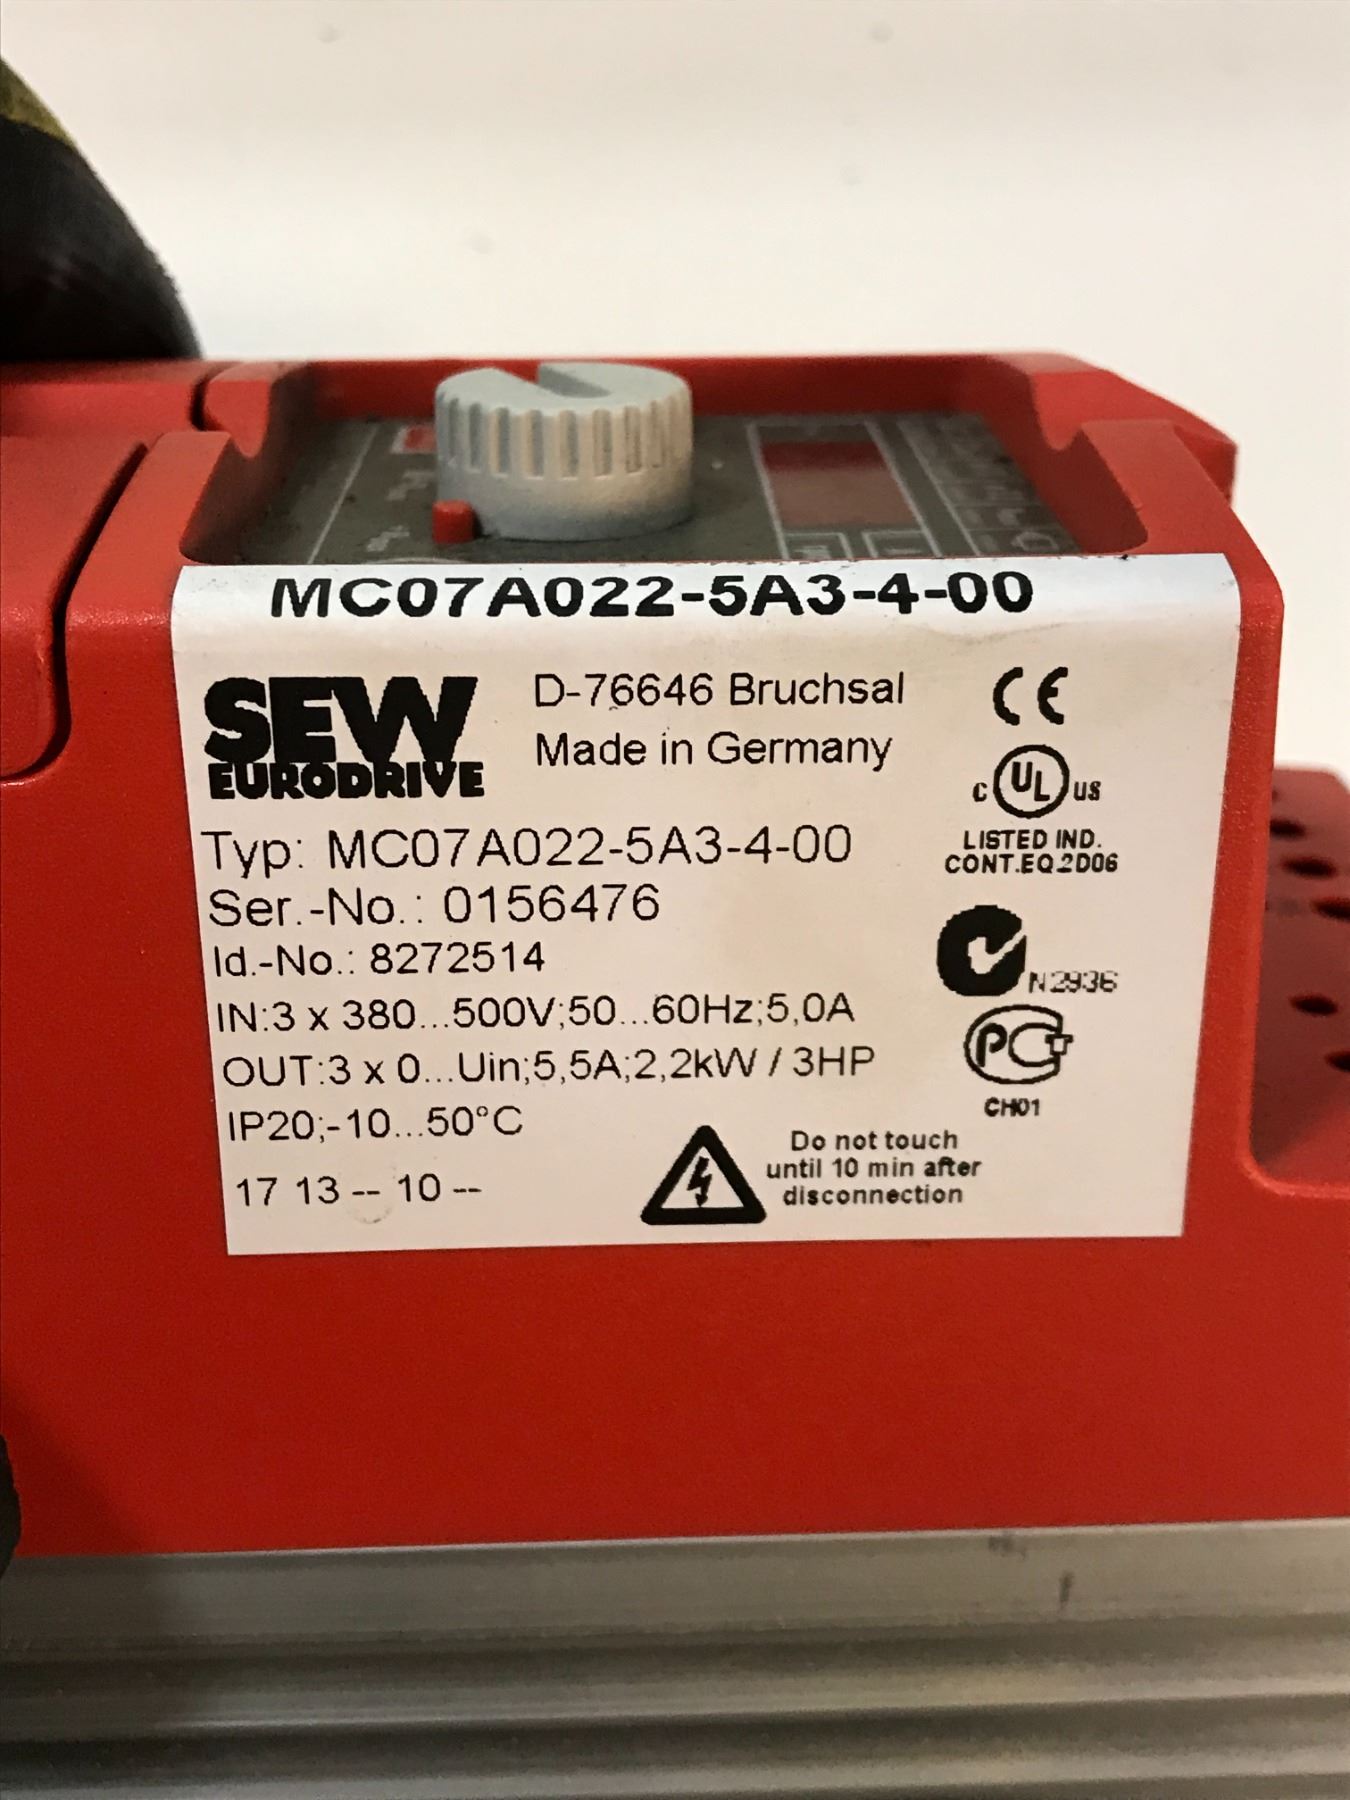 MC07A022-5A3-4-00
SEW
EURODRIVE
D-76646 Bruchsal
Made in Germany
CE
c UL us
LISTED IND.
CONT.EQ.2D06
Typ: MC07A022-5A3-4-00
Ser.-No.: 0156476
Id.-No.: 8272514
N2936
IN:3 x 380...500V;50...60Hz;5,0A
OUT:3 x 0...Uin;5,5A;2,2kW / 3HP
PCT
CH01
IP20;-10...50°C
17 13 -- 10 --
Do not touch
until 10 min after
disconnection